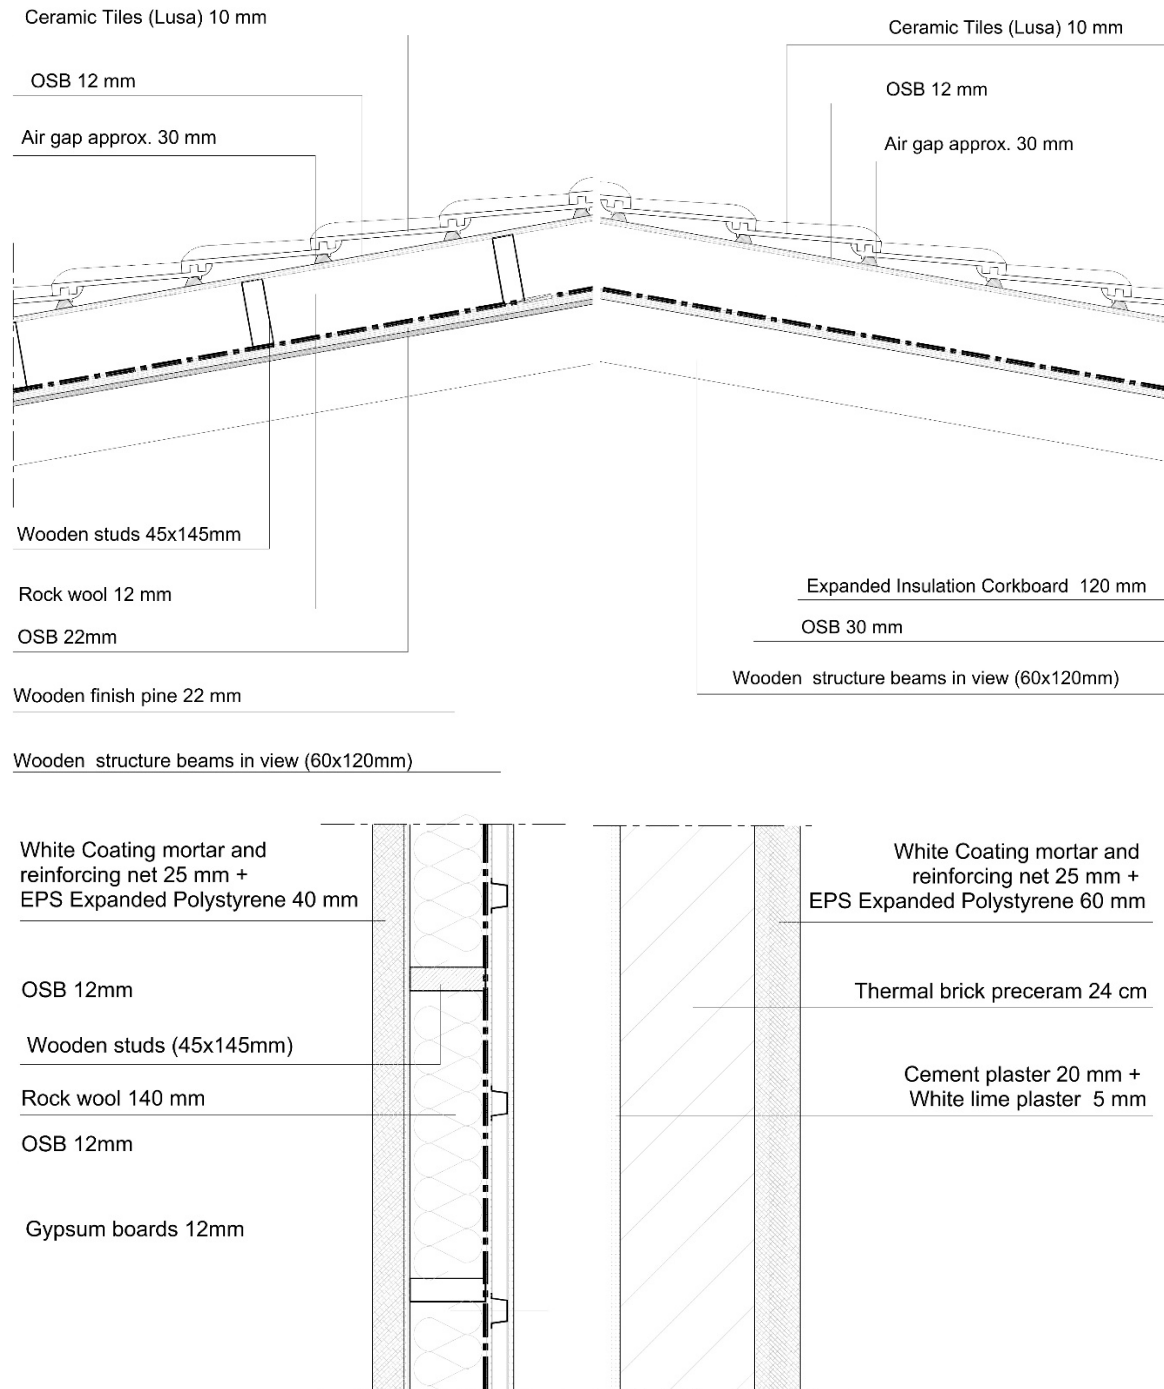 Ceramic Tiles (Lusa) 10 mm
OSB 12 mm
Air gap approx. 30 mm
Ceramic Tiles (Lusa) 10 mm
OSB 12 mm
Air gap approx. 30 mm
Wooden studs 45x145mm
Rock wool 12 mm
OSB 22mm
Wooden finish pine 22 mm
Wooden structure beams in view (60x120mm)
Expanded Insulation Corkboard 120 mm
OSB 30 mm
Wooden structure beams in view (60x120mm)
White Coating mortar and
reinforcing net 25 mm +
EPS Expanded Polystyrene 40 mm
OSB 12mm
Wooden studs (45x145mm)
Rock wool 140 mm
OSB 12mm
Gypsum boards 12mm
White Coating mortar and
reinforcing net 25 mm +
EPS Expanded Polystyrene 60 mm
Thermal brick preceram 24 cm
Cement plaster 20 mm +
White lime plaster 5 mm